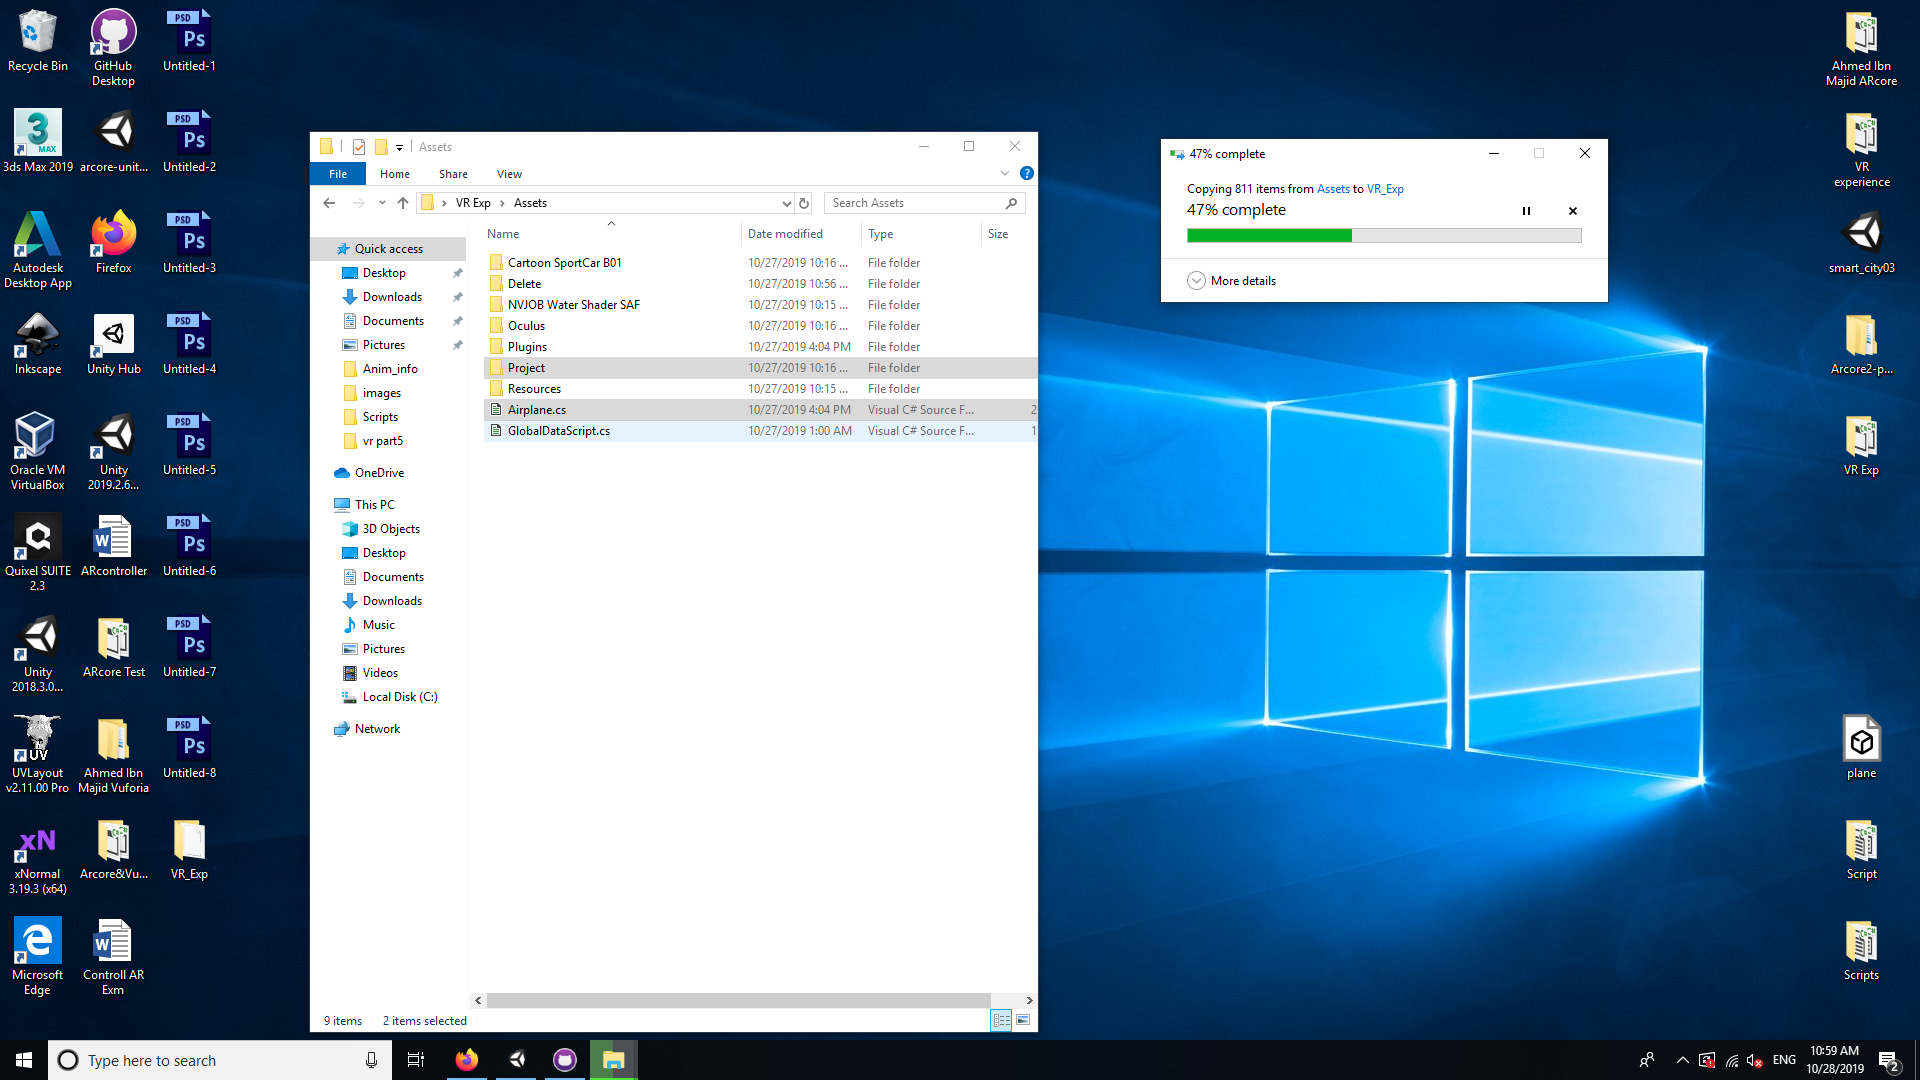 Recycle Bin
GitHub
Desktop
Untitled-1
3ds Max 2019
arcore-unit...
Untitled-2
Autodesk
Desktop App
Firefox
Untitled-3
Inkscape
Unity Hub
Untitled-4
Oracle VM
VirtualBox
Unity
2019.2.6...
Untitled-5
Quixel SUITE
2.3
ARcontroller
Untitled-6
Unity
2018.3.0...
ARcore Test
Untitled-7
UVLayout
v2.11.00 Pro
Ahmed Ibn
Majid Vuforia
Untitled-8
xNormal
3.19.3 (x64)
Arcore&Vu...
VR_Exp
Microsoft
Edge
Controll AR
Exm
Assets
File
Home
Share
View
VR Exp
Assets
Search Assets
Name
Date modified
Type
Size
Quick access
Desktop
Downloads
Documents
Pictures
Anim_info
images
Scripts
vr part5
OneDrive
This PC
3D Objects
Desktop
Documents
Downloads
Music
Pictures
Videos
Local Disk (C:)
Network
Cartoon SportCar B01 10/27/2019 10:16 ... File folder
Delete 10/27/2019 10:56 ... File folder
NVJOB Water Shader SAF 10/27/2019 10:15 ... File folder
Oculus 10/27/2019 10:16 ... File folder
Plugins 10/27/2019 4:04 PM File folder
Project 10/27/2019 10:16 ... File folder
Resources 10/27/2019 10:15 ... File folder
Airplane.cs 10/27/2019 4:04 PM Visual C# Source F... 2
GlobalDataScript.cs 10/27/2019 1:00 AM Visual C# Source F... 1
9 items 2 items selected
47% complete
Copying 811 items from Assets to VR_Exp
47% complete
More details
Ahmed Ibn
Majid ARcore
VR
experience
smart_city03
Arcore2-p...
VR Exp
plane
Script
Scripts
Type here to search
ENG
10:59 AM
10/28/2019
2